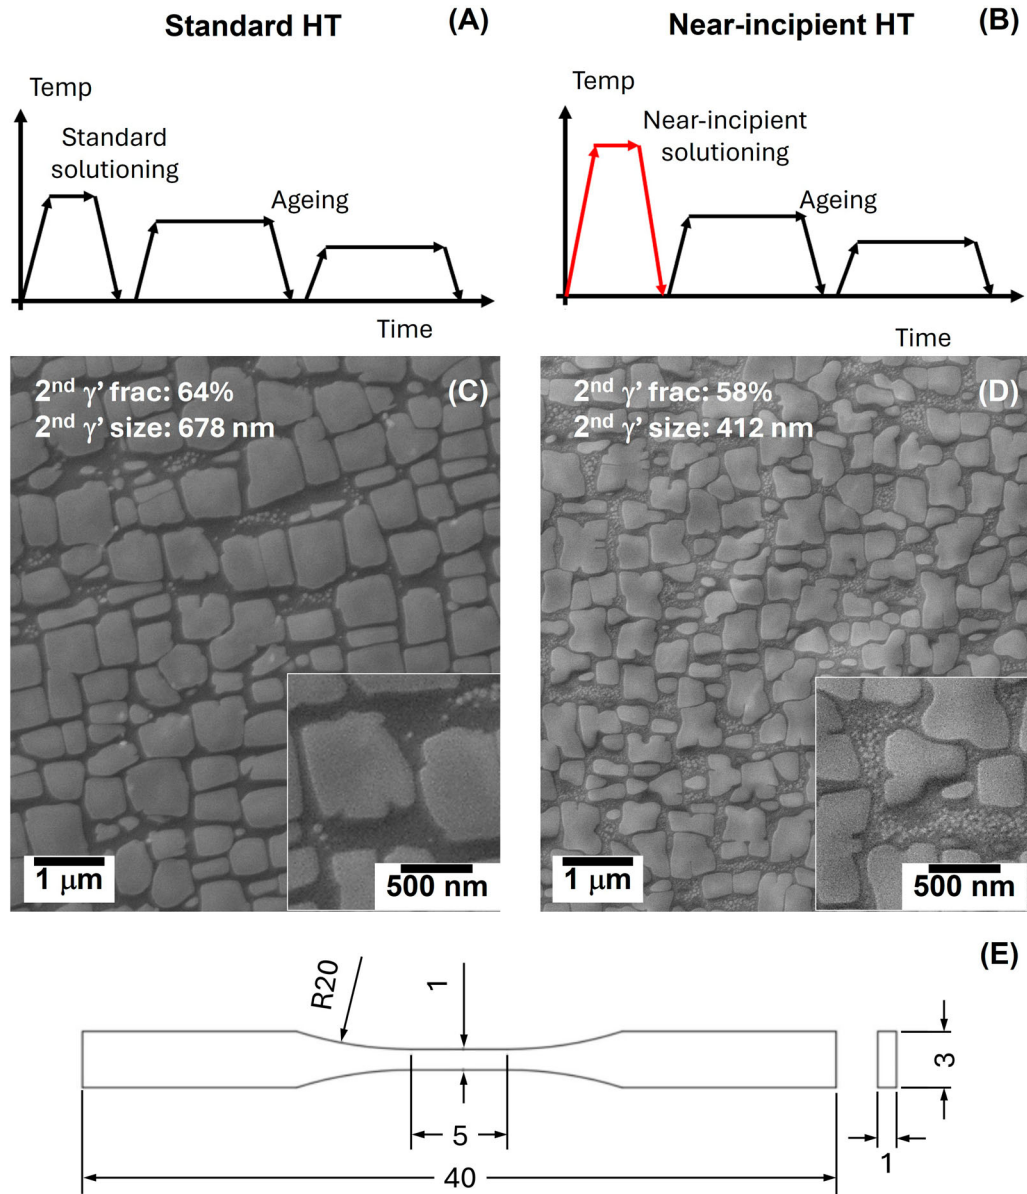 Standard HT
(A)
Near-incipient HT
(B)
Temp
Standard
solutioning
Ageing
Time
Temp
Near-incipient
solutioning
Ageing
Time
2nd γ’ frac: 64%
2nd γ’ size: 678 nm
(C)
1 μm
500 nm
2nd γ’ frac: 58%
2nd γ’ size: 412 nm
(D)
1 μm
500 nm
(E)
R20
1
5
40
3
1